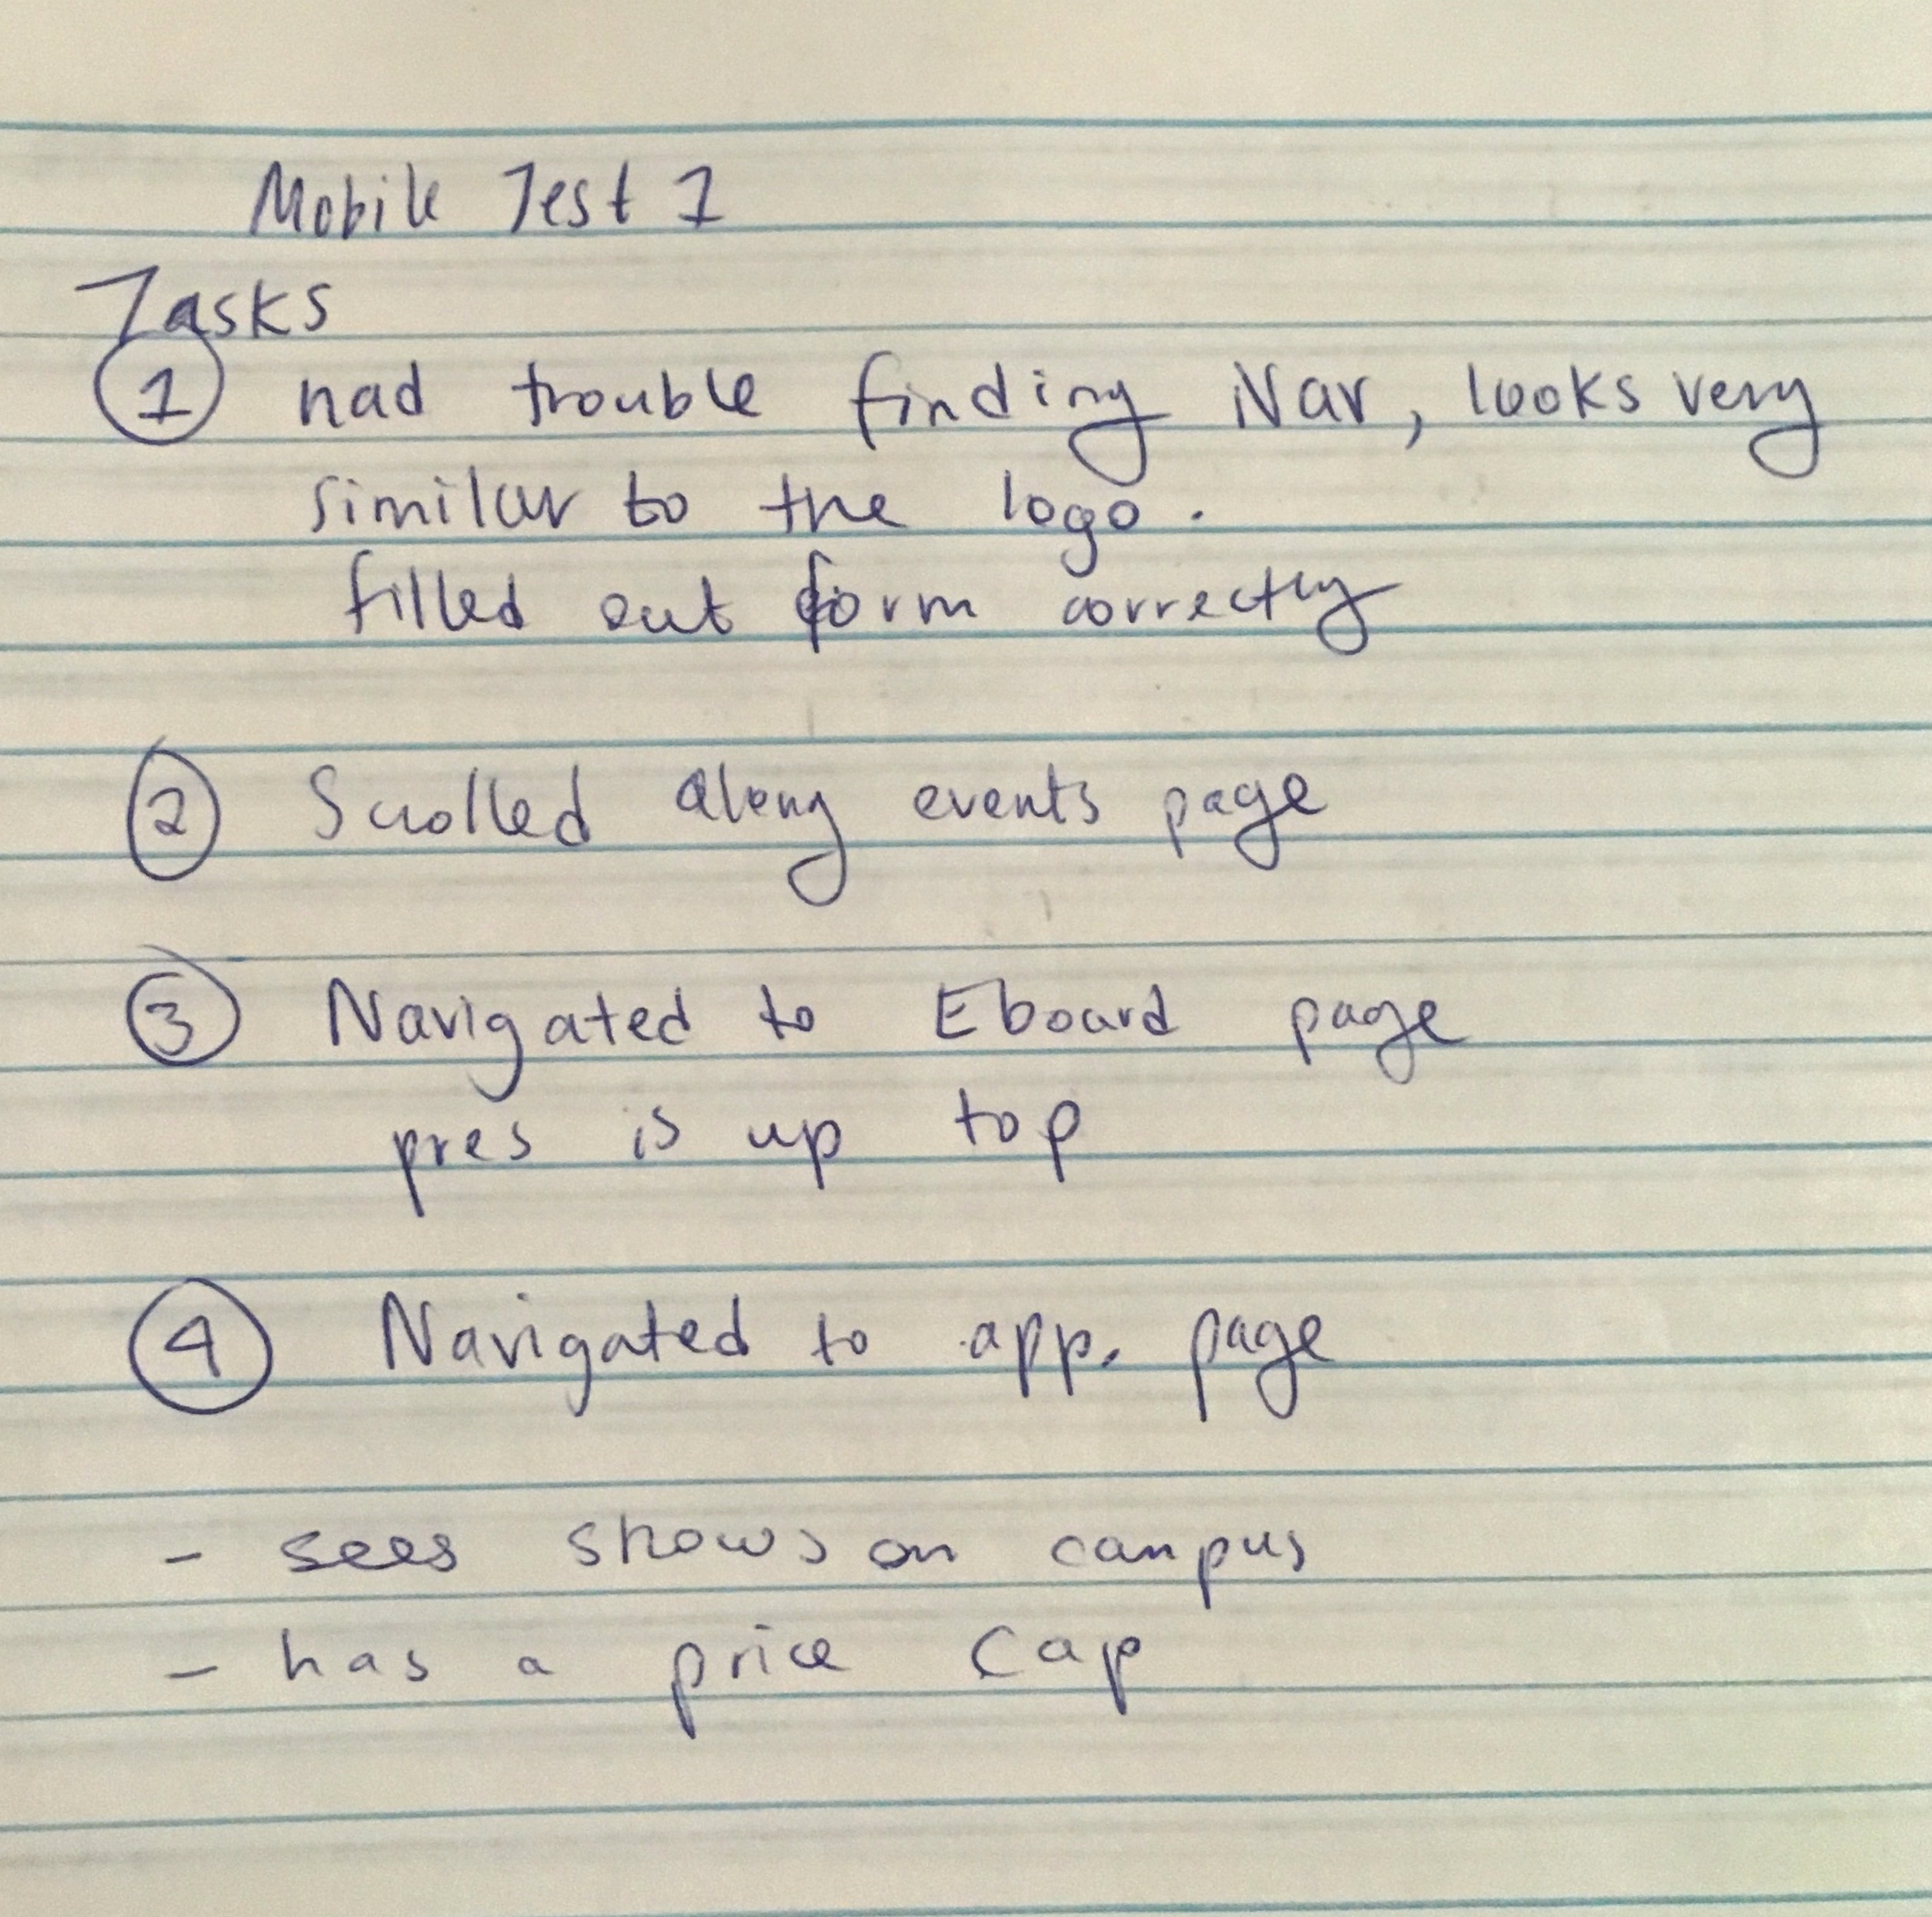 Mobile Test 1
Tasks
1 had trouble finding Nav, looks very
similar to the logo.
filled out form correctly
2 Scrolled along events page
3 Navigated to Eboard page
pres is up top
4 Navigated to app. page
- sees shows on campus
- has a price cap